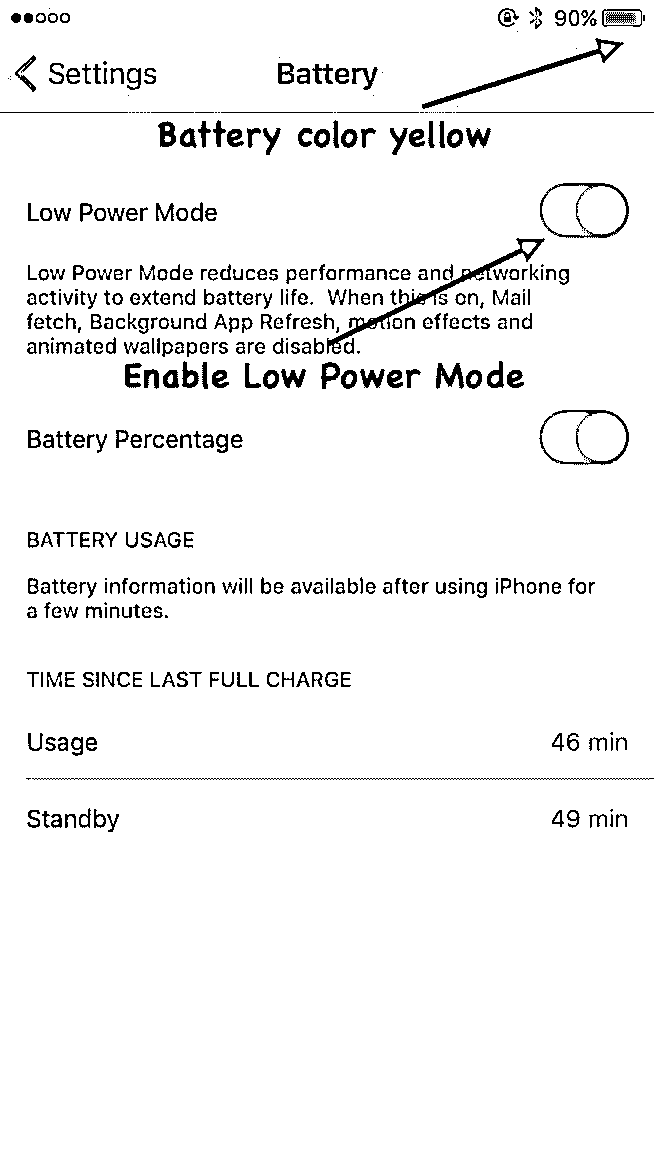 90%
Settings
Battery
Battery color yellow
Low Power Mode
Low Power Mode reduces performance and networking
activity to extend battery life.  When this is on, Mail
fetch, Background App Refresh, motion effects and
animated wallpapers are disabled.
Enable Low Power Mode
Battery Percentage
BATTERY USAGE
Battery information will be available after using iPhone for
a few minutes.
TIME SINCE LAST FULL CHARGE
Usage 46 min
Standby 49 min